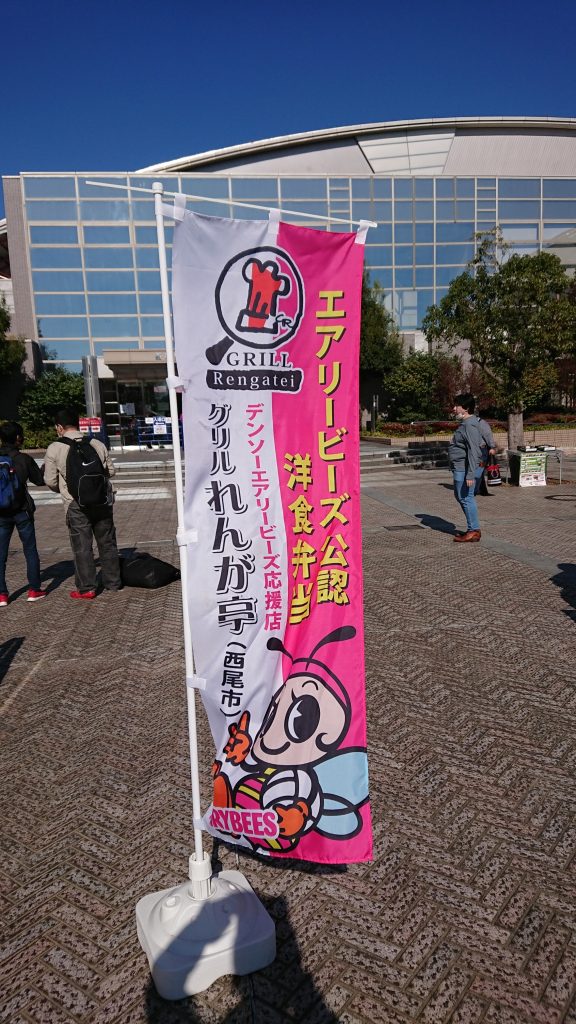 GRILL
Rengatei
エアリービーズ公認
洋食弁当
デンソーエアリービーズ応援店
グリルれんが亭(西尾市)
RYBEES